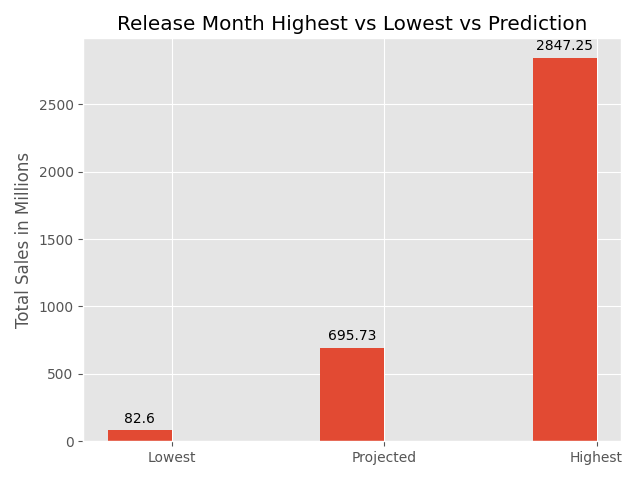 Release Month Highest vs Lowest vs Prediction
Total Sales in Millions
2500
2000
1500
1000
500
0
82.6
695.73
2847.25
Lowest
Projected
Highest